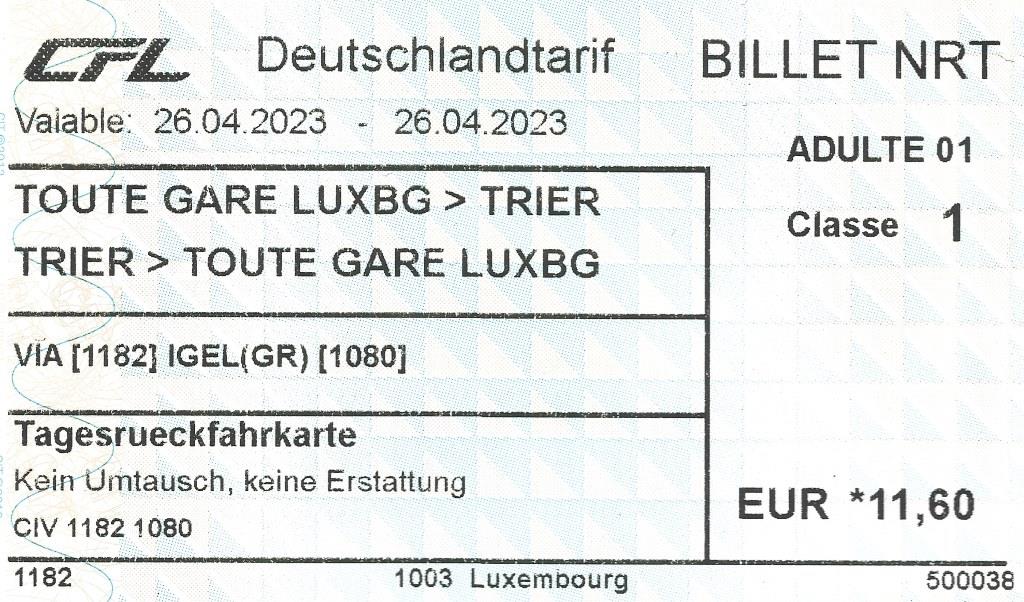 CFL Deutschlandtarif BILLET NRT
Valable: 26.04.2023 - 26.04.2023
ADULTE 01
TOUTE GARE LUXBG > TRIER
Classe 1
TRIER > TOUTE GARE LUXBG
VIA [1182] IGEL(GR) [1080]
Tagesrueckfahrkarte
Kein Umtausch, keine Erstattung
EUR *11,60
CIV 1182 1080
1182 1003 Luxembourg 500038